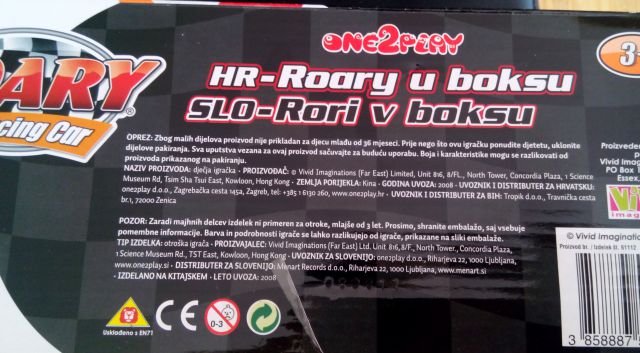 ONE2PLAY
HR-Roary u boksu
SLO-Rori v boksu
ARY
cing Car
3
OPREZ: Zbog malih dijelova proizvod nije prikladan za djecu mlađu od 36 mjeseci. Prije nego što ovu igračku ponudite djetetu, uklonite
dijelove pakiranja. Sva uputstva vezana za ovaj proizvod sačuvajte za buduću uporabu. Boja i karakteristike mogu se razlikovati od
proizvoda prikazanog na pakiranju.
NAZIV PROIZVODA: dječja igračka - PROIZVOĐAČ: © Vivid Imaginations (Far East) Limited, Unit 816, 8/FL., North Tower, Concordia Plaza, 1 Science
Museum Rd, Tsim Sha Tsui East, Kowloon, Hong Kong - ZEMLJA PORIJEKLA: Kina - GODINA UVOZA: 2008 - UVOZNIK I DISTRIBUTER ZA HRVATSKU:
one2play d.o.o., Zagrebačka cesta 145a, Zagreb, tel: +385 1 6130 260, www.one2play.hr - UVOZNIK I DISTRIBUTER ZA BIH: Tropik d.o.o., Travnička cesta
br.1, 72000 Zenica
POZOR: Zaradi majhnih delcev izdelek ni primeren za otroke, mlajše od 3 let. Prosimo, shranite embalažo, saj vsebuje
pomembne informacije. Barva in podrobnosti igrače se lahko razlikujejo od igrače, prikazane na sliki embalaže.
TIP IZDELKA: otroška igrača - PROIZVAJALEC: Vivid Imaginations (Far East) Ltd. Unit 816,8/F., North Tower., Concordia Plaza,
1 Science Museum Rd., TST East, Kowloon, Hong Kong - UVOZNIK ZA SLOVENIJO: one2play d.o.o., Riharjeva 22, 1000 Ljubljana,
www.one2play.si - DISTRIBUTER ZA SLOVENIJO: Menart Records d.o.o., Riharjeva 22, 1000 Ljubljana, www.menart.si
- IZDELANO NA KITAJSKEM - LETO UVOZA: 2008
Usklađeno s EN71
CE
0-3
Proizvede
Vivid Imag
PO Box 1
Essex,
Vi
imag
© Vivid Imaginatio
Proizvod br. / Izdelek št. 61112
3 858887